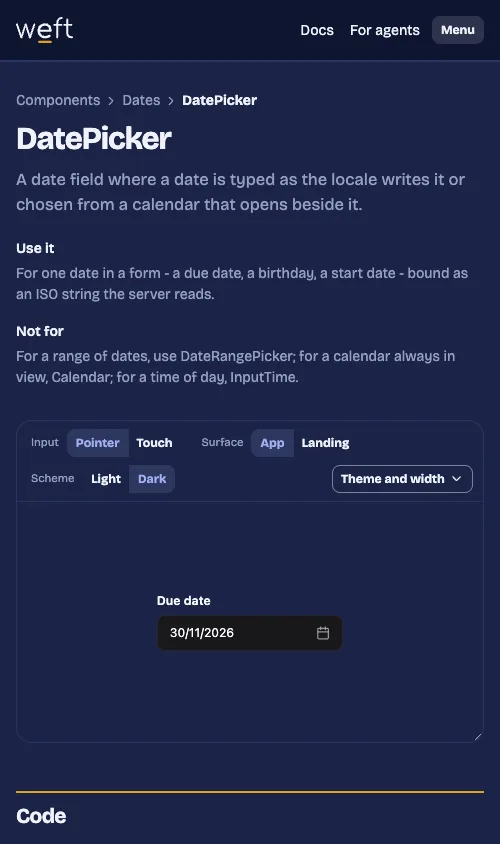 weft
Docs For agents Menu
Components > Dates > DatePicker
DatePicker
A date field where a date is typed as the locale writes it or
chosen from a calendar that opens beside it.
Use it
For one date in a form - a due date, a birthday, a start date - bound as
an ISO string the server reads.
Not for
For a range of dates, use DateRangePicker; for a calendar always in
view, Calendar; for a time of day, InputTime.
Input Pointer Touch Surface App Landing
Scheme Light Dark Theme and width
Due date
30/11/2026
Code